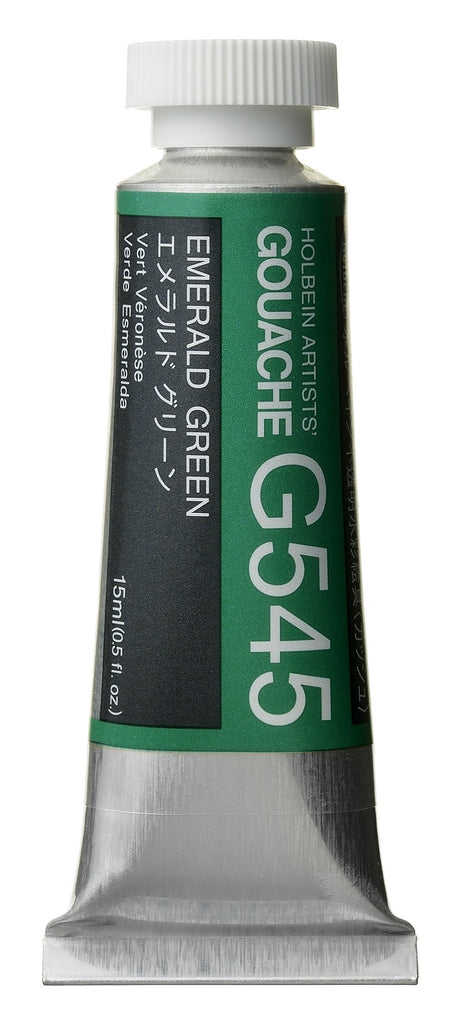 HOLBEIN ARTISTS'
GOUACHE
G545
EMERALD GREEN
エメラルド グリーン
Vert Véronèse
Verde Esmeralda
15ml(0.5 fl. oz.)